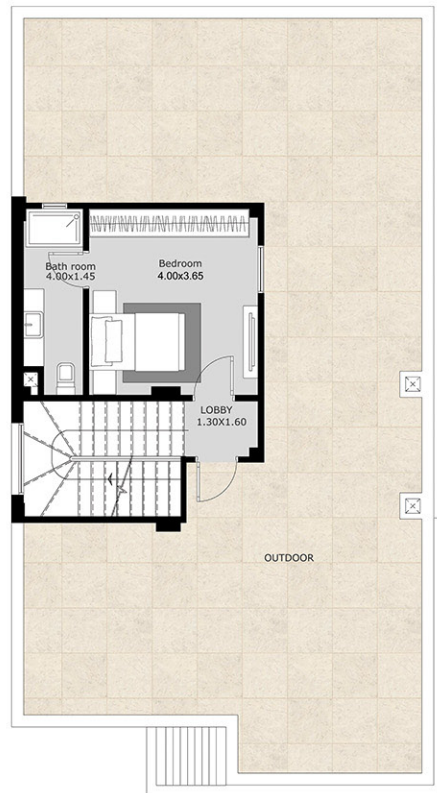 Bath room
4.00x1.45
Bedroom
4.00x3.65
LOBBY
1.30X1.60
OUTDOOR